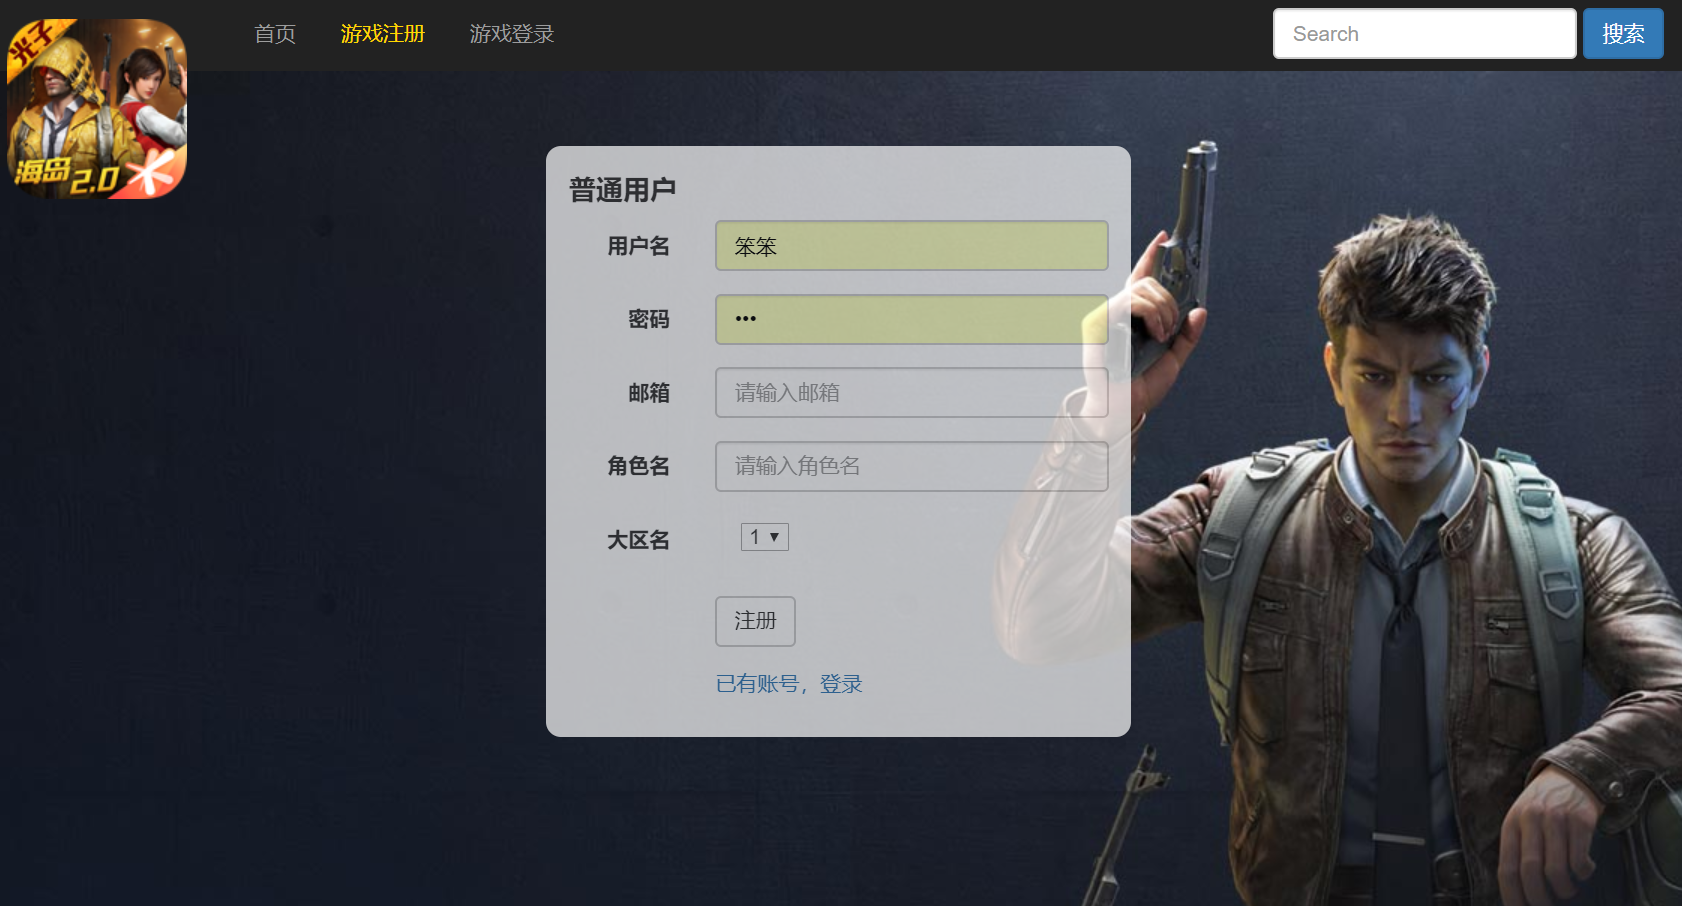 首页 游戏注册 游戏登录 Search 搜索
光子
海岛2.0
普通用户
用户名 笨笨
密码 •••
邮箱 请输入邮箱
角色名 请输入角色名
大区名 1
注册
已有账号，登录